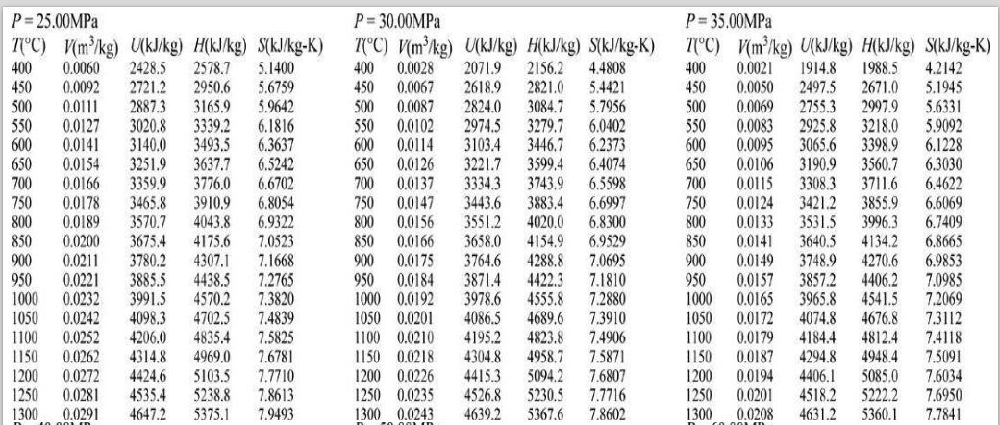 P = 25.00MPa P = 30.00MPa P = 35.00MPa
T(°C) V(m³/kg) U(kJ/kg) H(kJ/kg) S(kJ/kg-K) T(°C) V(m³/kg) U(kJ/kg) H(kJ/kg) S(kJ/kg-K) T(°C) V(m³/kg) U(kJ/kg) H(kJ/kg) S(kJ/kg-K)
400 0.0060 2428.5 2578.7 5.1400 400 0.0028 2071.9 2156.2 4.4808 400 0.0021 1914.8 1988.5 4.2142
450 0.0092 2721.2 2950.6 5.6759 450 0.0067 2618.9 2821.0 5.4421 450 0.0050 2497.5 2671.0 5.1945
500 0.0111 2887.3 3165.9 5.9642 500 0.0087 2824.0 3084.7 5.7956 500 0.0069 2755.3 2997.9 5.6331
550 0.0127 3020.8 3339.2 6.1816 550 0.0102 2974.5 3279.7 6.0402 550 0.0083 2925.8 3218.0 5.9092
600 0.0141 3140.0 3493.5 6.3637 600 0.0114 3103.4 3446.7 6.2373 600 0.0095 3065.6 3398.9 6.1228
650 0.0154 3251.9 3637.7 6.5242 650 0.0126 3221.7 3599.4 6.4074 650 0.0106 3190.9 3560.7 6.3030
700 0.0166 3359.9 3776.0 6.6702 700 0.0137 3334.3 3743.9 6.5598 700 0.0115 3308.3 3711.6 6.4622
750 0.0178 3465.8 3910.9 6.8054 750 0.0147 3443.6 3883.4 6.6997 750 0.0124 3421.2 3855.9 6.6069
800 0.0189 3570.7 4043.8 6.9322 800 0.0156 3551.2 4020.0 6.8300 800 0.0133 3531.5 3996.3 6.7409
850 0.0200 3675.4 4175.6 7.0523 850 0.0166 3658.0 4154.9 6.9529 850 0.0141 3640.5 4134.2 6.8665
900 0.0211 3780.2 4307.1 7.1668 900 0.0175 3764.6 4288.8 7.0695 900 0.0149 3748.9 4270.6 6.9853
950 0.0221 3885.5 4438.5 7.2765 950 0.0184 3871.4 4422.3 7.1810 950 0.0157 3857.2 4406.2 7.0985
1000 0.0232 3991.5 4570.2 7.3820 1000 0.0192 3978.6 4555.8 7.2880 1000 0.0165 3965.8 4541.5 7.2069
1050 0.0242 4098.3 4702.5 7.4839 1050 0.0201 4086.5 4689.6 7.3910 1050 0.0172 4074.8 4676.8 7.3112
1100 0.0252 4206.0 4835.4 7.5825 1100 0.0210 4195.2 4823.8 7.4906 1100 0.0179 4184.4 4812.4 7.4118
1150 0.0262 4314.8 4969.0 7.6781 1150 0.0218 4304.8 4958.7 7.5871 1150 0.0187 4294.8 4948.4 7.5091
1200 0.0272 4424.6 5103.5 7.7710 1200 0.0226 4415.3 5094.2 7.6807 1200 0.0194 4406.1 5085.0 7.6034
1250 0.0281 4535.4 5238.8 7.8613 1250 0.0235 4526.8 5230.5 7.7716 1250 0.0201 4518.2 5222.2 7.6950
1300 0.0291 4647.2 5375.1 7.9493 1300 0.0243 4639.2 5367.6 7.8602 1300 0.0208 4631.2 5360.1 7.7841